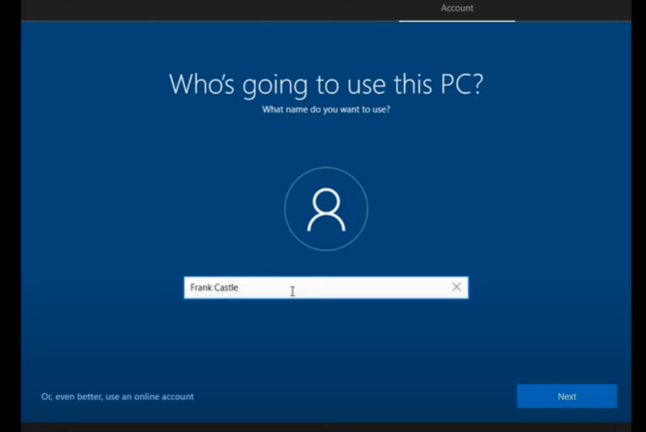 Account
Who's going to use this PC?
What name do you want to use?
Frank Castle
Or, even better, use an online account
Next